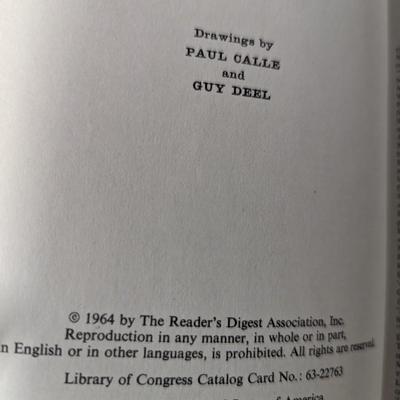 Drawings by
PAUL CALLE
and
GUY DEEL
© 1964 by The Reader's Digest Association, Inc.
Reproduction in any manner, in whole or in part,
n English or in other languages, is prohibited. All rights are reserved.
Library of Congress Catalog Card No.: 63-22763
of America